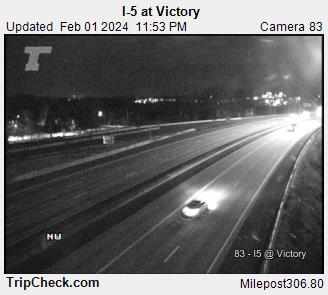 I-5 at Victory
Updated  Feb 01 2024  11:53 PM
Camera 83
T
NW
83 - I5 @ Victory
TripCheck.com
Milepost306.80